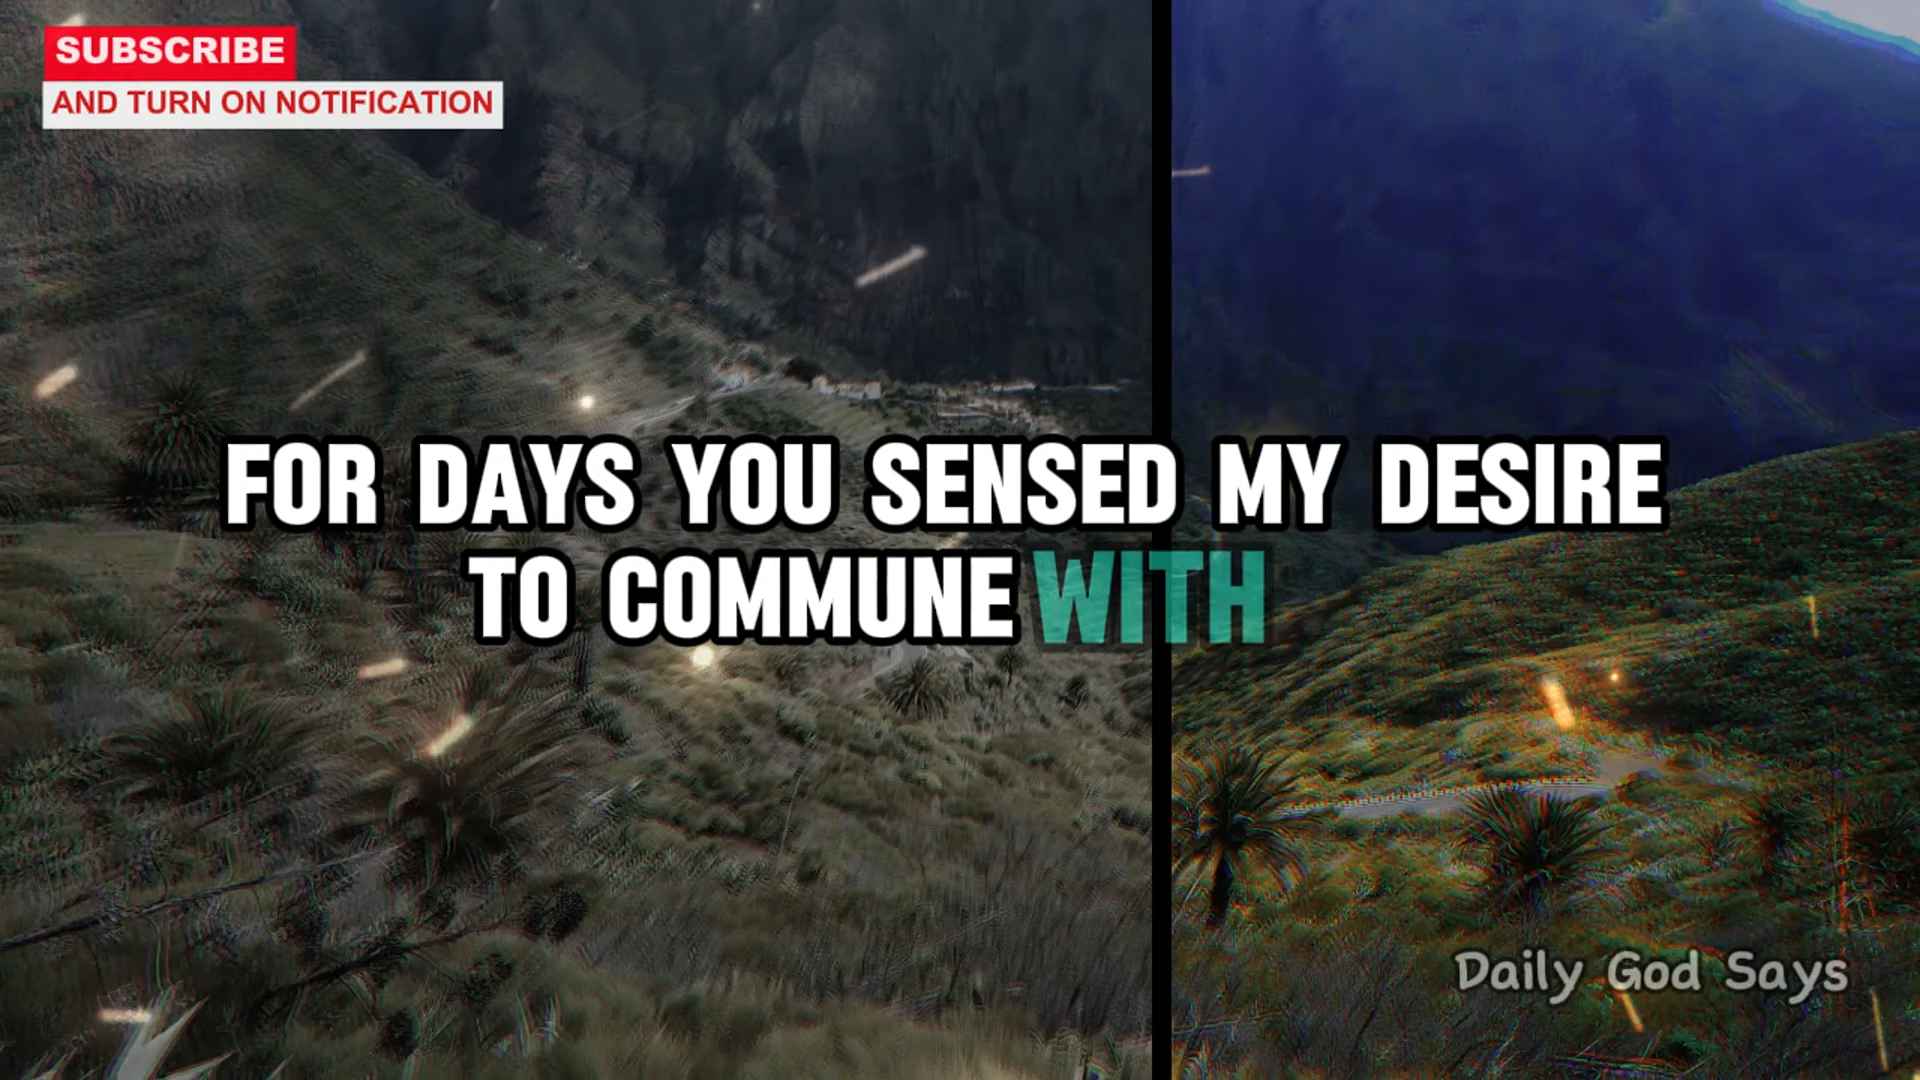 SUBSCRIBE
AND TURN ON NOTIFICATION
FOR DAYS YOU SENSED MY DESIRE
TO COMMUNE WITH
Daily God Says